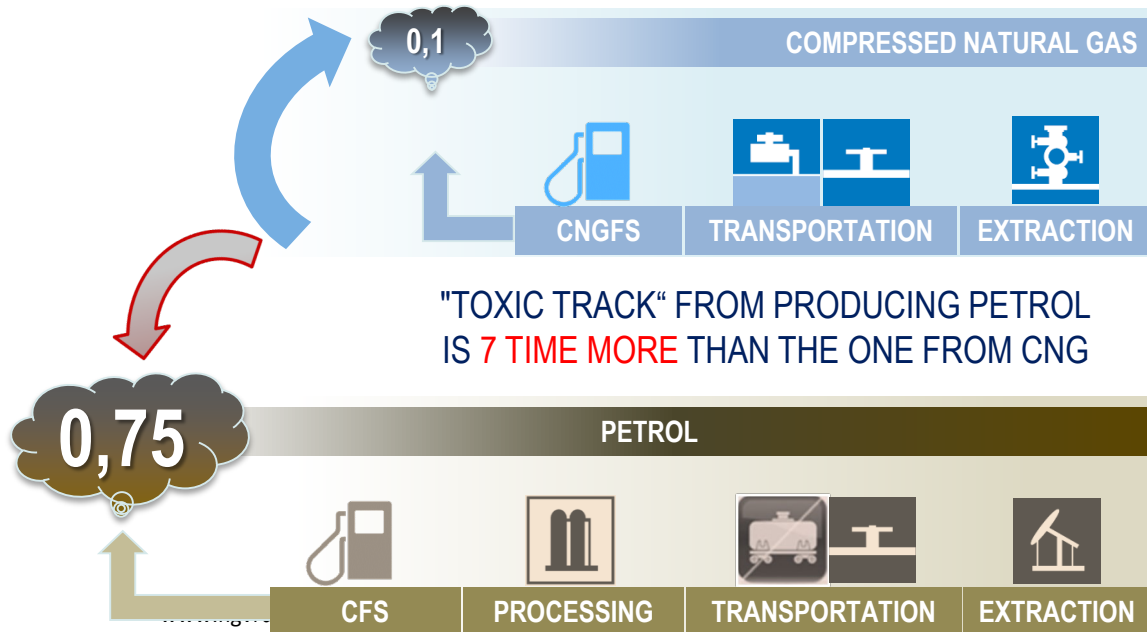 0,1
COMPRESSED NATURAL GAS
CNGFS
TRANSPORTATION
EXTRACTION
"TOXIC TRACK“ FROM PRODUCING PETROL
IS 7 TIME MORE THAN THE ONE FROM CNG
0,75
PETROL
CFS
PROCESSING
TRANSPORTATION
EXTRACTION